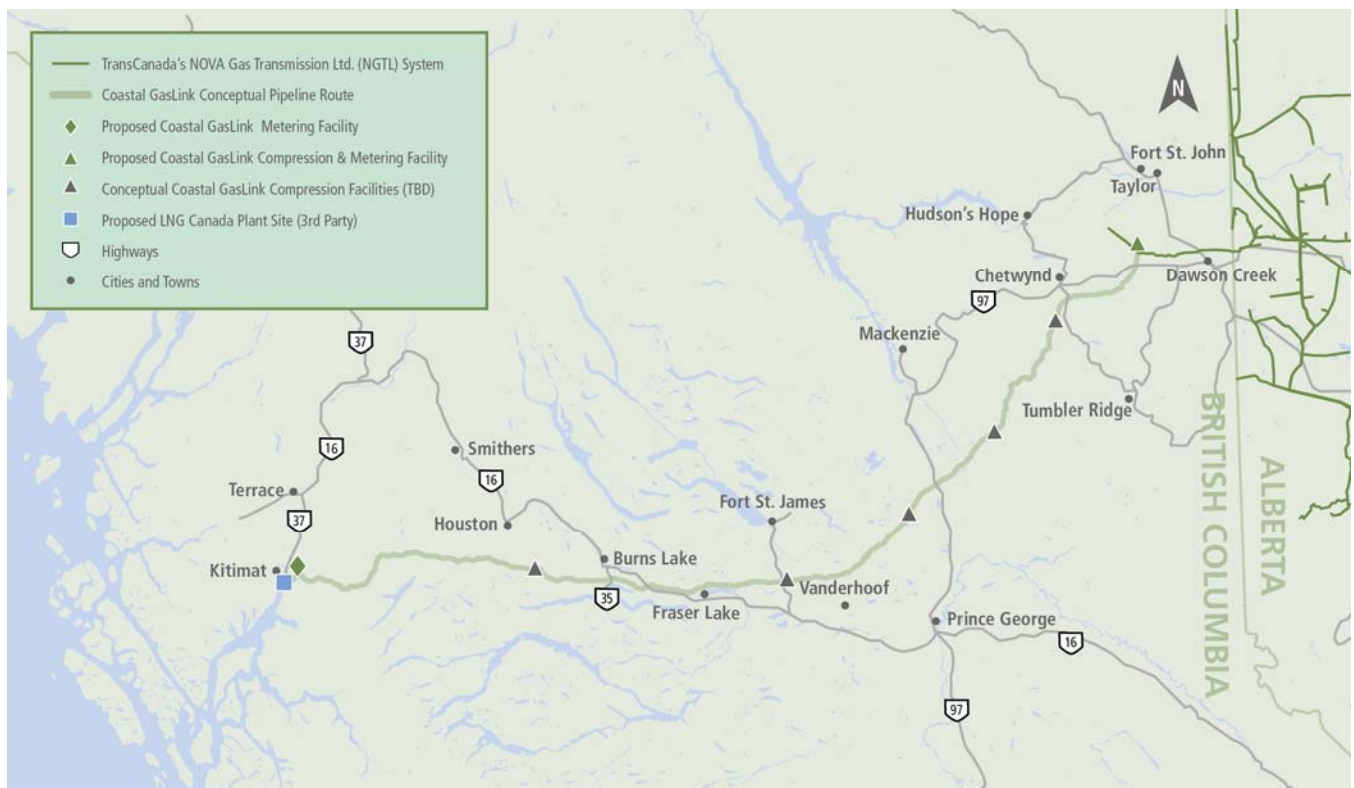 TransCanada's NOVA Gas Transmission Ltd. (NGTL) System
Coastal GasLink Conceptual Pipeline Route
Proposed Coastal GasLink Metering Facility
Proposed Coastal GasLink Compression & Metering Facility
Conceptual Coastal GasLink Compression Facilities (TBD)
Proposed LNG Canada Plant Site (3rd Party)
Highways
Cities and Towns
N
Fort St. John
Taylor
Hudson's Hope
Chetwynd
Dawson Creek
97
Mackenzie
37
Tumbler Ridge
BRITISH COLUMBIA
ALBERTA
16
Smithers
16
Terrace
Fort St. James
37
Houston
Burns Lake
Kitimat
Vanderhoof
35
Fraser Lake
Prince George
16
97